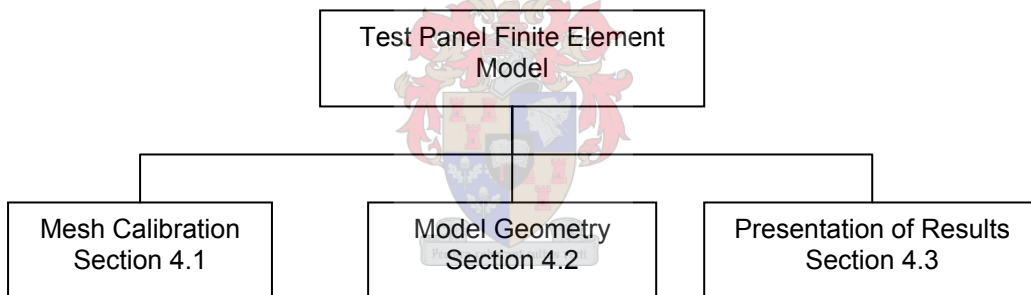 Test Panel Finite Element
Model
Mesh Calibration
Section 4.1
Model Geometry
Section 4.2
Presentation of Results
Section 4.3